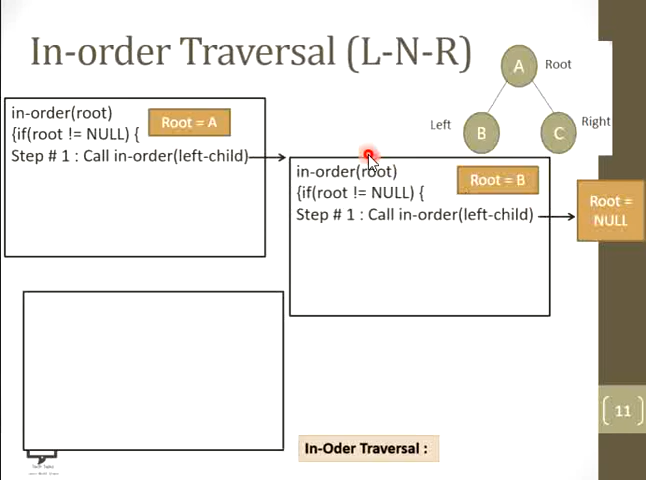 In-order Traversal (L-N-R)
A
Root
Left
B
C
Right
in-order(root)
Root = A
{if(root != NULL) {
Step # 1 : Call in-order(left-child)
in-order(root)
Root = B
{if(root != NULL) {
Step # 1 : Call in-order(left-child)
Root =
NULL
11
In-Oder Traversal :